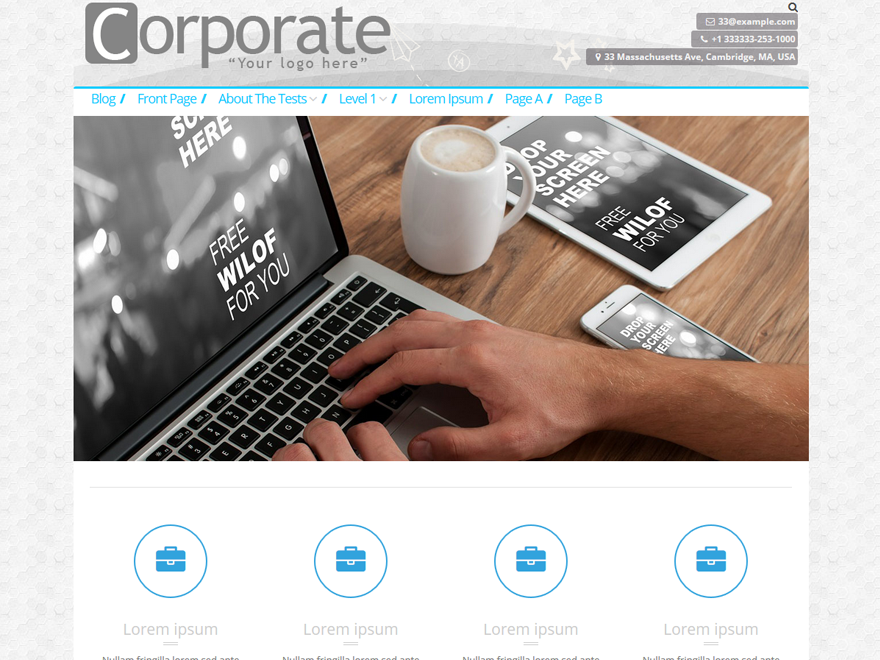 Corporate
“Your logo here”
33@example.com
+1 333333-253-1000
33 Massachusetts Ave, Cambridge, MA, USA
Blog / Front Page / About The Tests / Level 1 / Lorem Ipsum / Page A / Page B
HERE
FREE
WILOF
FOR YOU
DROP
YOUR
SCREEN
HERE
FREE
WILOF
FOR YOU
DROP
YOUR
SCREEN
HERE
Lorem ipsum Lorem ipsum Lorem ipsum Lorem ipsum
Nullam fringilla lorem sed ante Nullam fringilla lorem sed ante Nullam fringilla lorem sed ante Nullam fringilla lorem sed ante